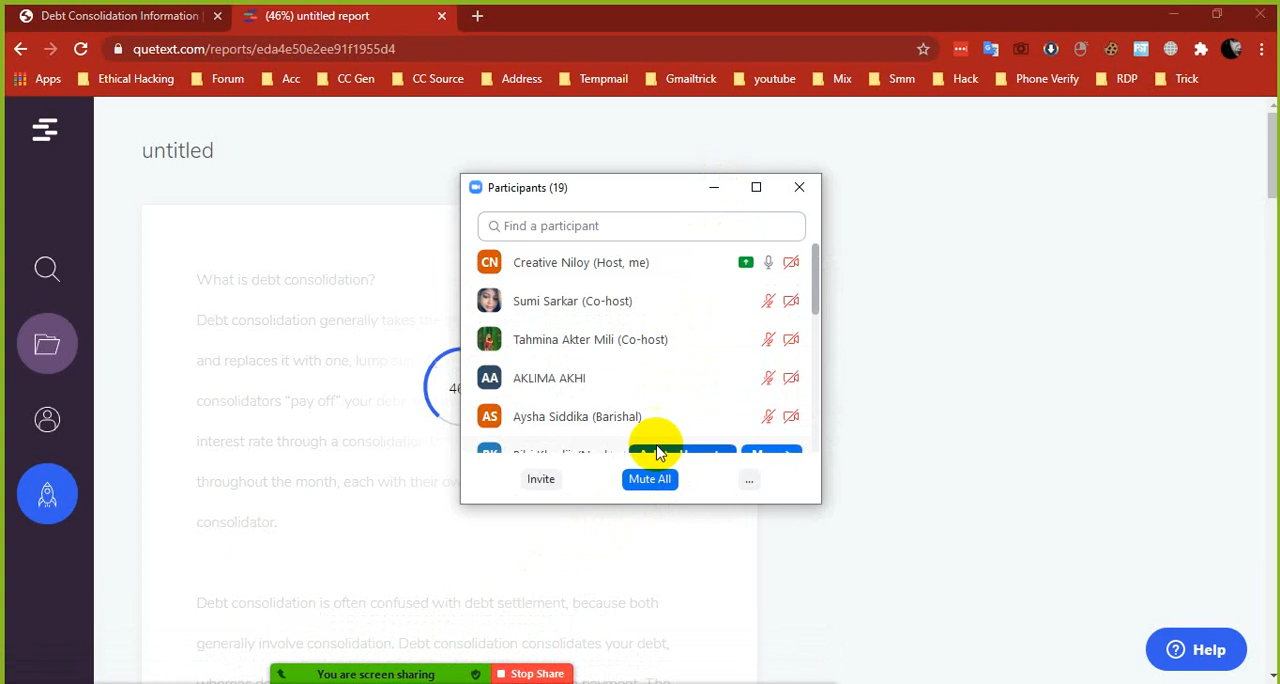 Debt Consolidation Information
(46%) untitled report
quetext.com/reports/eda4e50e2ee91f1955d4
Apps
Ethical Hacking
Forum
Acc
CC Gen
CC Source
Address
Tempmail
Gmailtrick
youtube
Mix
Smm
Hack
Phone Verify
RDP
Trick
untitled
Participants (19)
Find a participant
CN Creative Niloy (Host, me)
Sumi Sarkar (Co-host)
Tahmina Akter Mili (Co-host)
AA AKLIMA AKHI
AS Aysha Siddika (Barishal)
Invite
Mute All
...
What is debt consolidation?
Debt consolidation generally takes
and replaces it with one, lump
consolidators "pay off" your
interest rate through a consolidation
throughout the month, each with their
consolidator.
Debt consolidation is often confused with debt settlement, because both
generally involve consolidation. Debt consolidation consolidates your debt,
You are screen sharing
Stop Share
Help